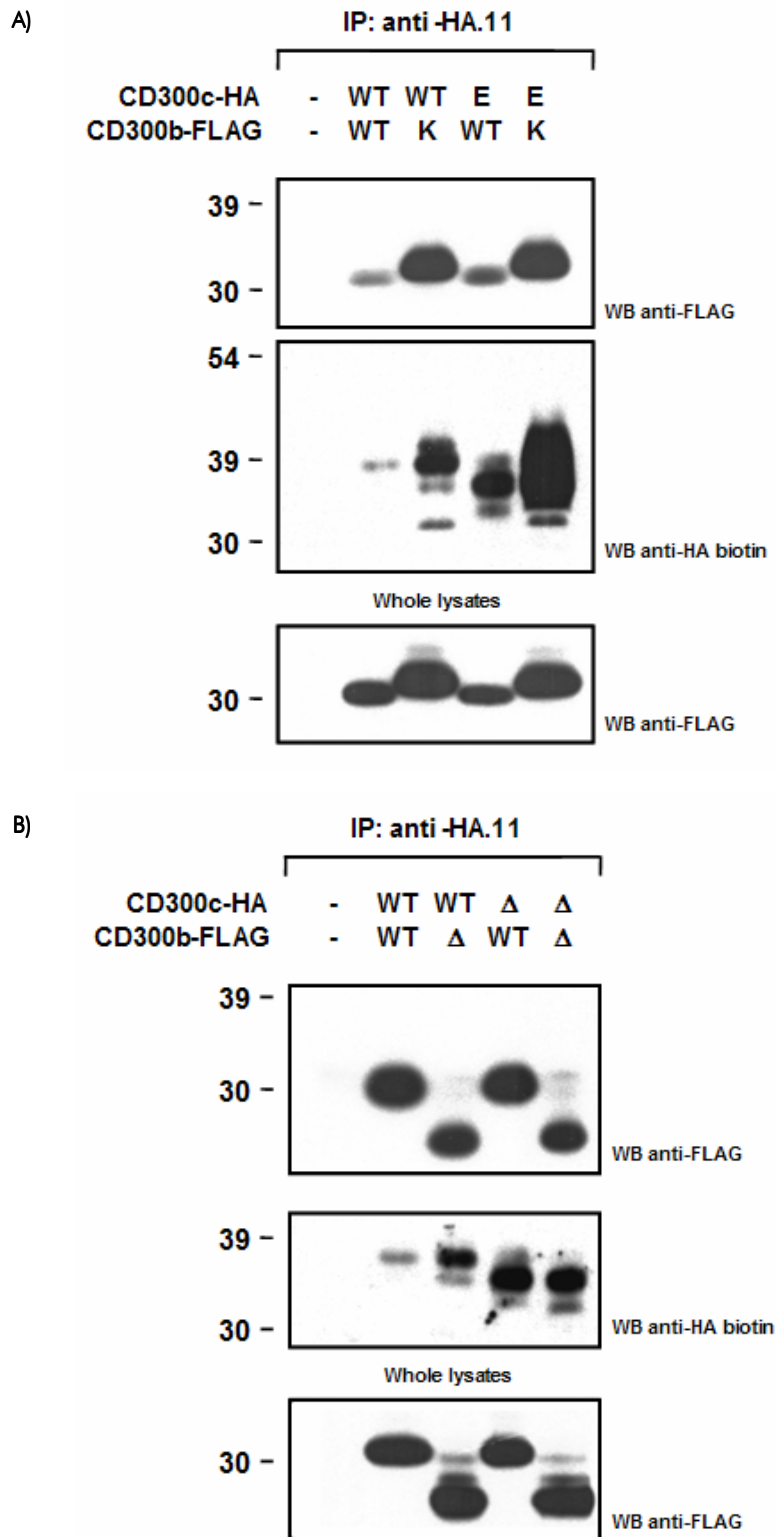 A)
IP: anti-HA.11
CD300c-HA - WT WT E E
CD300b-FLAG - WT K WT K
39
30
WB anti-FLAG
54
39
30
WB anti-HA biotin
Whole lysates
30
WB anti-FLAG
B)
IP: anti-HA.11
CD300c-HA - WT WT Δ Δ
CD300b-FLAG - WT Δ WT Δ
39
30
WB anti-FLAG
39
30
WB anti-HA biotin
Whole lysates
30
WB anti-FLAG